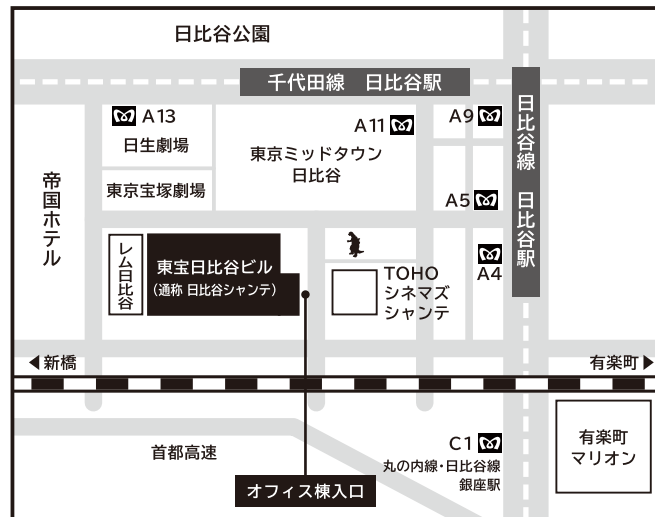 日比谷公園
千代田線　日比谷駅
A13
日生劇場
東京宝塚劇場
A11
東京ミッドタウン
日比谷
A9
A5
A4
日比谷線　日比谷駅
帝国ホテル
レム日比谷
東宝日比谷ビル
（通称 日比谷シャンテ）
TOHO
シネマズ
シャンテ
◀新橋
有楽町▶
首都高速
オフィス棟入口
C1
丸の内線・日比谷線
銀座駅
有楽町
マリオン